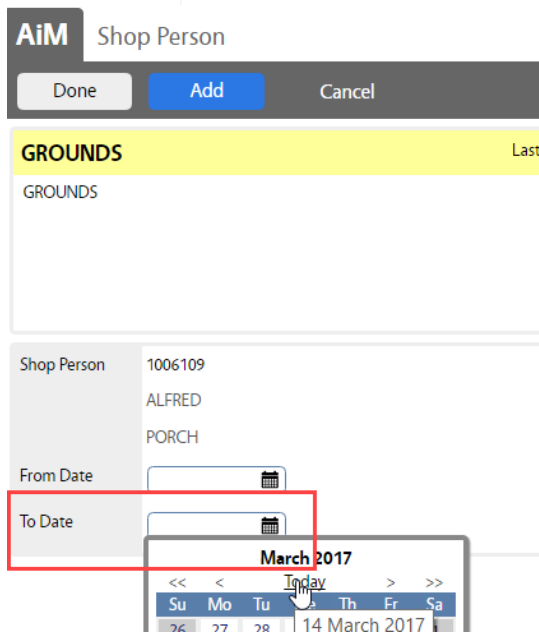 AiM Shop Person
Done Add Cancel
GROUNDS Last
GROUNDS
Shop Person 1006109
ALFRED
PORCH
From Date
To Date
March 2017
<< < Today > >>
Su Mo Tu Th Fr Sa
26 27 28 14 March 2017